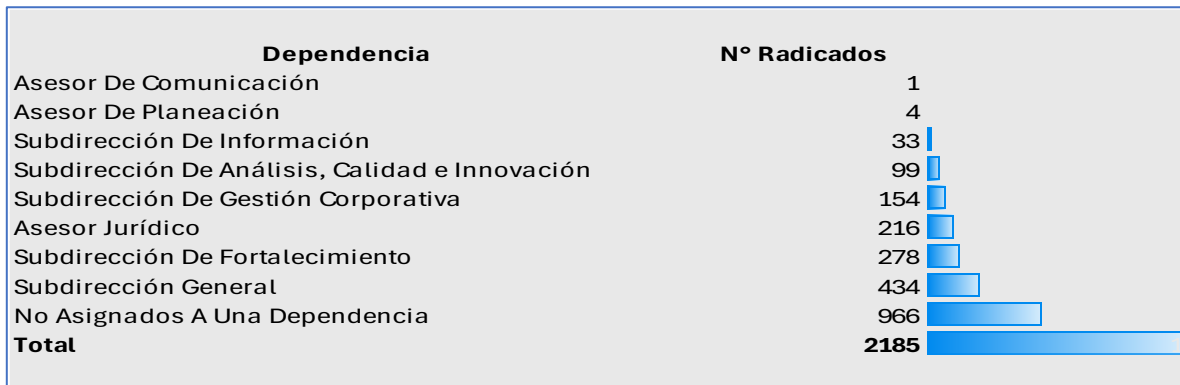 Dependencia N° Radicados
Asesor De Comunicación 1
Asesor De Planeación 4
Subdirección De Información 33
Subdirección De Análisis, Calidad e Innovación 99
Subdirección De Gestión Corporativa 154
Asesor Jurídico 216
Subdirección De Fortalecimiento 278
Subdirección General 434
No Asignados A Una Dependencia 966
Total 2185